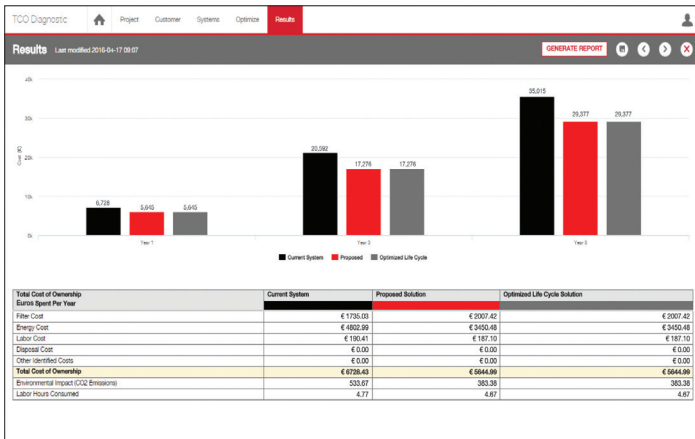 TCO Diagnostic Project Customer Systems Optimize Results
Results Last modified 2016-04-17 09:07 GENERATE REPORT
40k
30k
20k
10k
0k
Cost [€]
6,728 5,645 5,645
20,592 17,276 17,276
35,015 29,377 29,377
Year 1 Year 3 Year 5
Current System Proposed Optimized Life Cycle
Total Cost of Ownership Current System Proposed Solution Optimized Life Cycle Solution
Euros Spent Per Year
Filter Cost € 1735.03 € 2007.42 € 2007.42
Energy Cost € 4802.99 € 3450.48 € 3450.48
Labor Cost € 190.41 € 187.10 € 187.10
Disposal Cost € 0.00 € 0.00 € 0.00
Other Identified Costs € 0.00 € 0.00 € 0.00
Total Cost of Ownership € 6728.43 € 5644.99 € 5644.99
Environmental Impact (CO2 Emissions) 533.67 383.38 383.38
Labor Hours Consumed 4.77 4.67 4.67